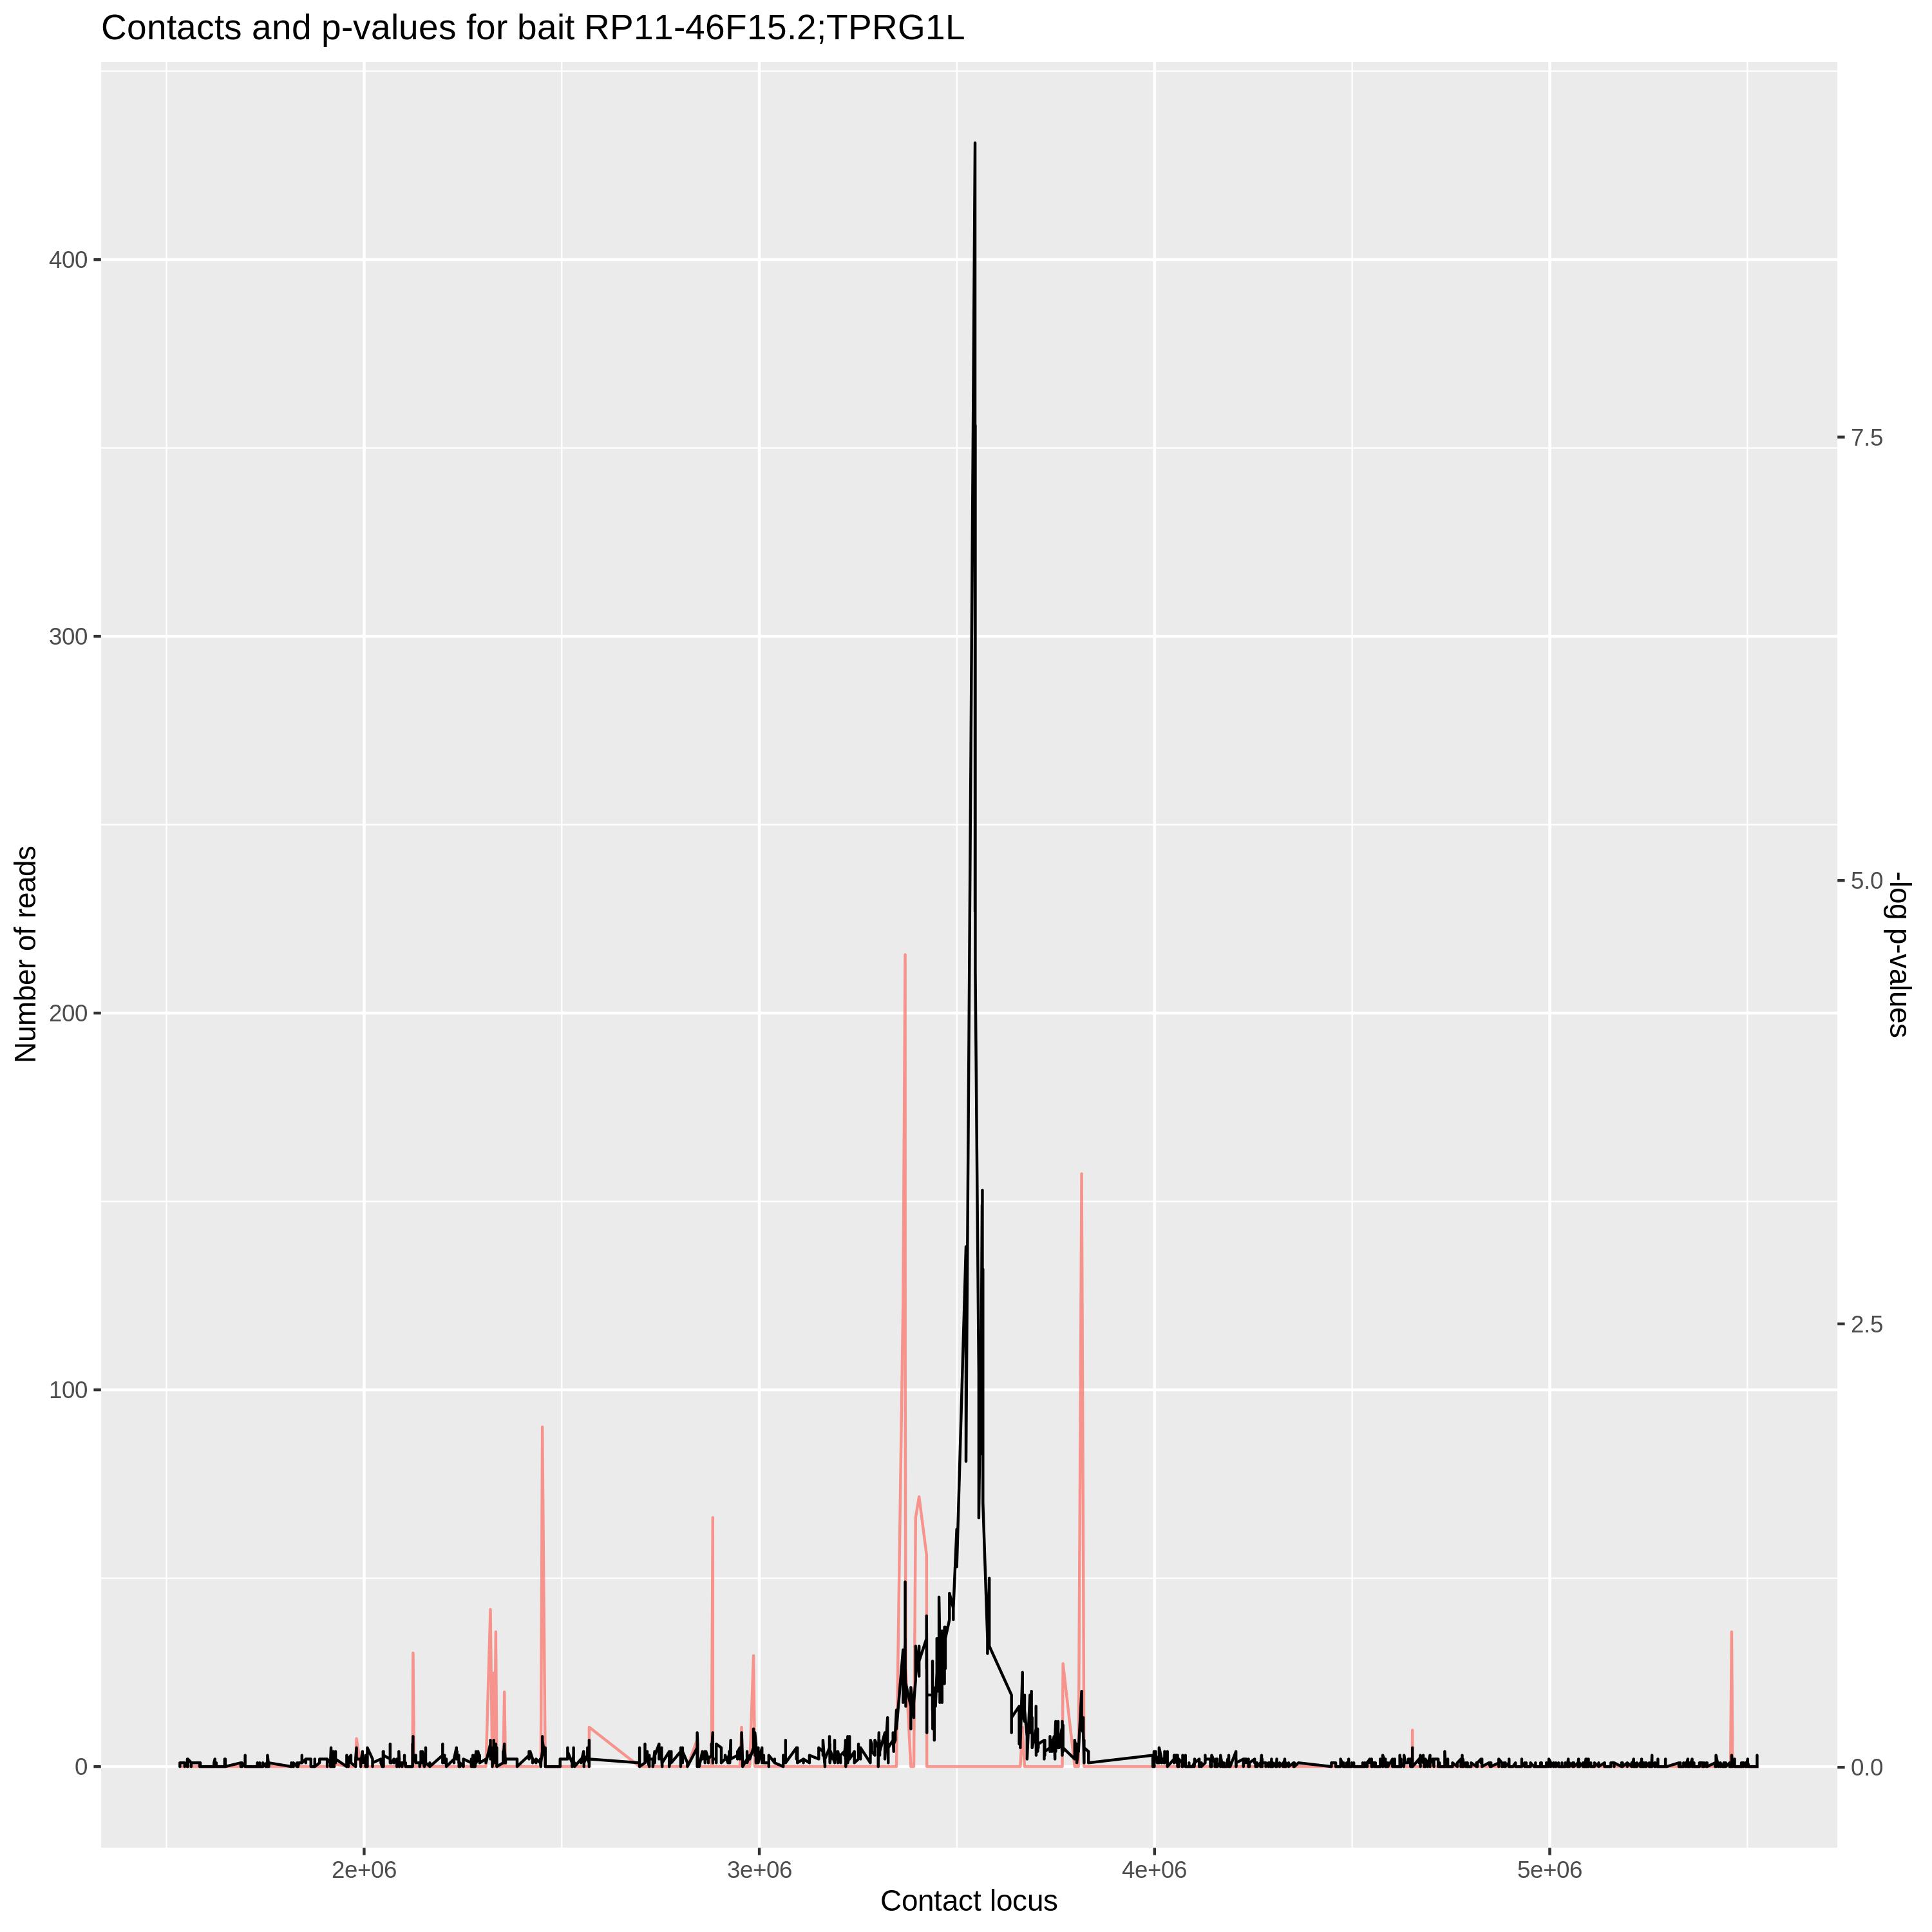 Contacts and p-values for bait RP11-46F15.2;TPRG1L
400
300
200
100
0
Number of reads
7.5
5.0
2.5
0.0
-log p-values
2e+06
3e+06
4e+06
5e+06
Contact locus